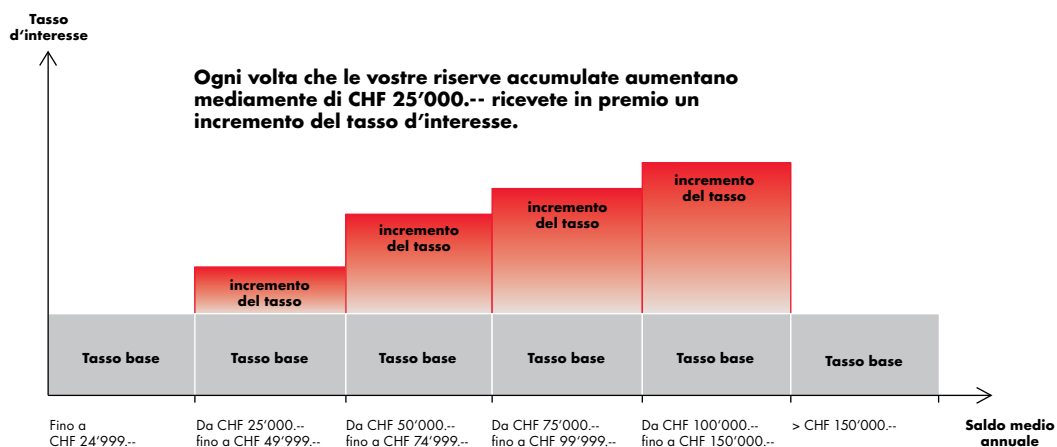 Tasso
d’interesse
Ogni volta che le vostre riserve accumulate aumentano
mediamente di CHF 25’000.-- ricevete in premio un
incremento del tasso d’interesse.
incremento
del tasso
incremento
del tasso
incremento
del tasso
incremento
del tasso
Tasso base
Tasso base
Tasso base
Tasso base
Tasso base
Tasso base
Fino a
CHF 24’999.--
Da CHF 25’000.--
fino a CHF 49’999.--
Da CHF 50’000.--
fino a CHF 74’999.--
Da CHF 75’000.--
fino a CHF 99’999.--
Da CHF 100’000.--
fino a CHF 150’000.--
> CHF 150’000.--
Saldo medio
annuale